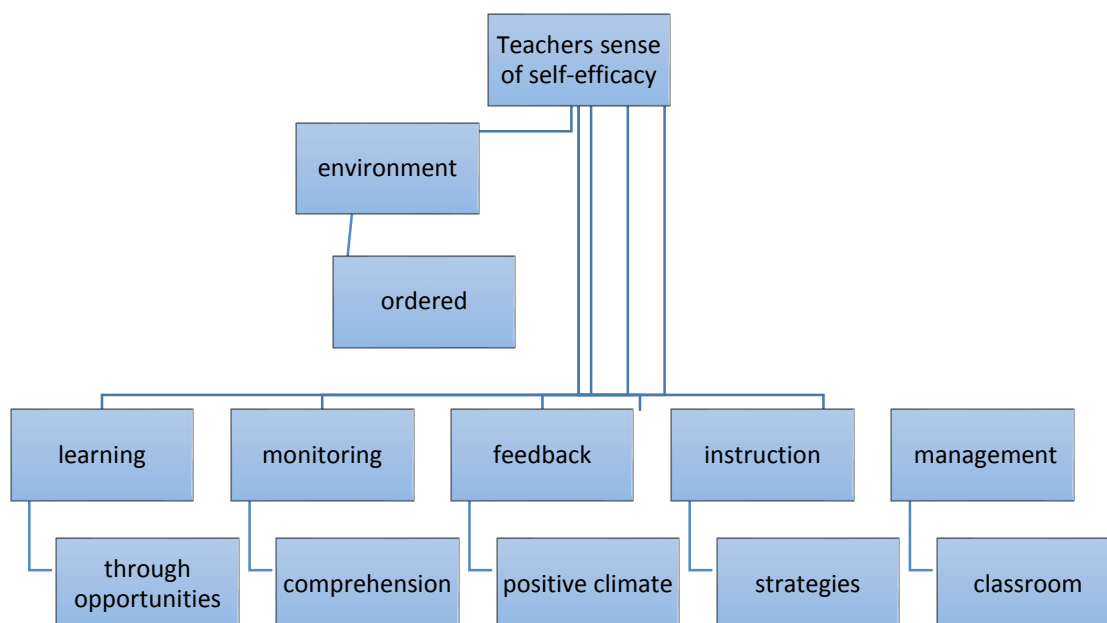 Teachers sense
of self-efficacy
environment
ordered
learning
monitoring
feedback
instruction
management
through
opportunities
comprehension
positive climate
strategies
classroom